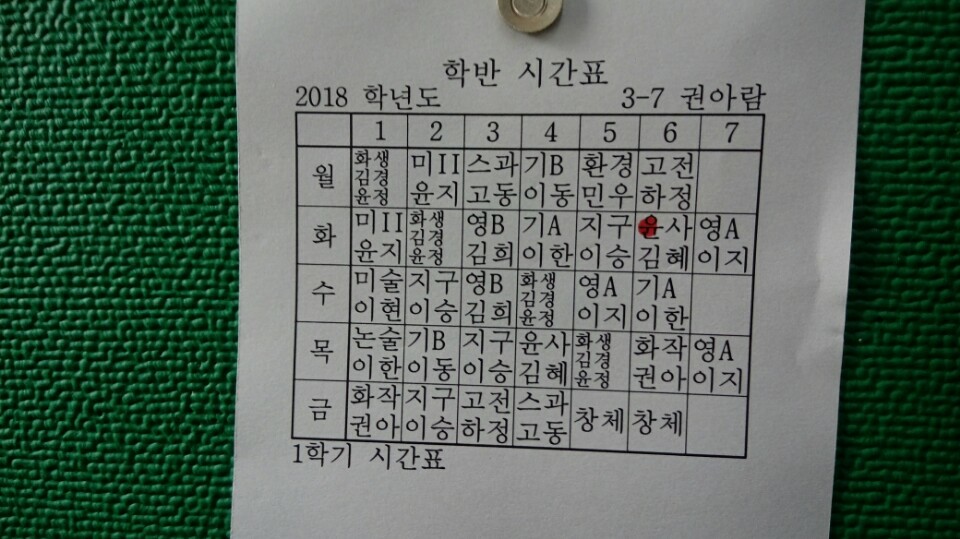 학반 시간표
2018 학년도 3-7 권아람
1 2 3 4 5 6 7
월 화생 김경 윤정 미II 윤지 스과 고동 기B 이동 환경 민우 고전 하정
화 미II 윤지 화생 김경 윤정 영B 김희 기A 이한 지구 이승 윤사 김혜 영A 이지
수 미술 이현 지구 이승 영B 김희 화생 김경 윤정 영A 이지 기A 이한
목 논술 이한 기B 이동 지구 이승 윤사 김혜 화생 김경 윤정 화작 권아 영A 이지
금 화작 권아 지구 이승 고전 하정 스과 고동 창체 창체
1학기 시간표